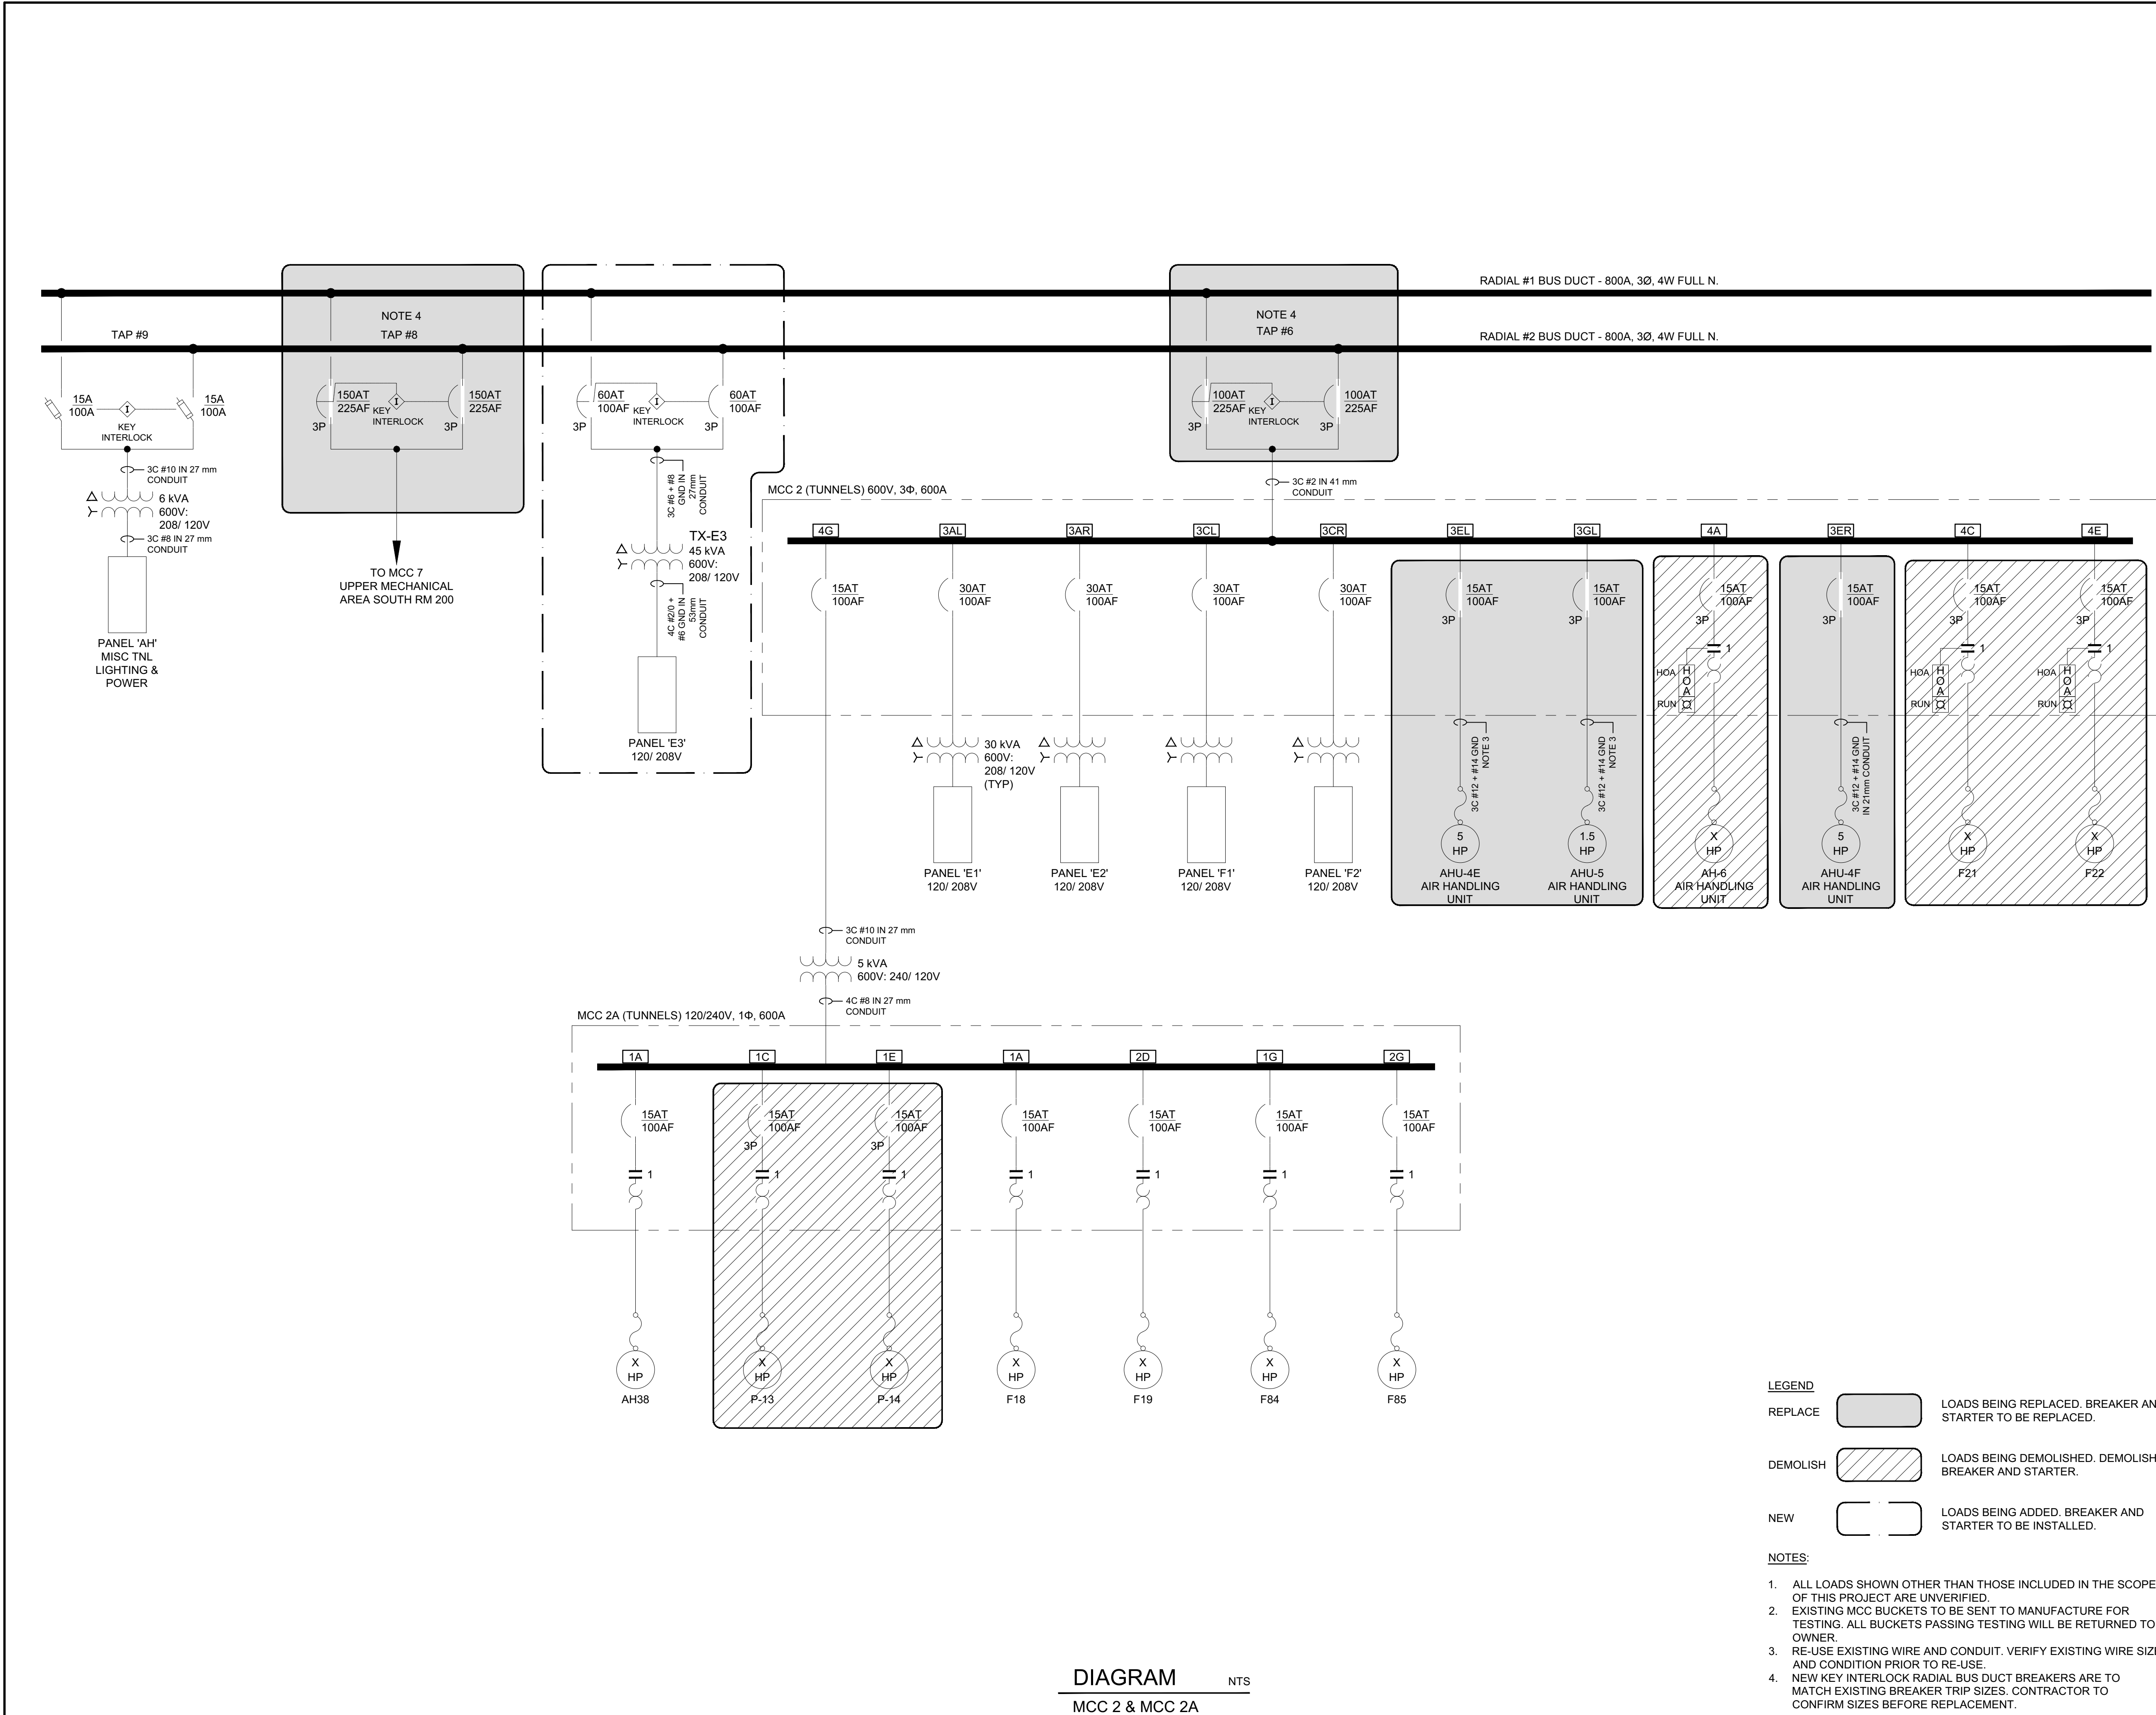 RADIAL #1 BUS DUCT - 800A, 3Ø, 4W FULL N.
RADIAL #2 BUS DUCT - 800A, 3Ø, 4W FULL N.
TAP #9
15A
100A
KEY
INTERLOCK
I
15A
100A
3C #10 IN 27 mm
CONDUIT
6 kVA
600V:
208/ 120V
3C #8 IN 27 mm
CONDUIT
PANEL 'AH'
MISC TNL
LIGHTING &
POWER
NOTE 4
TAP #8
150AT
225AF
3P
KEY
INTERLOCK
I
150AT
225AF
3P
TO MCC 7
UPPER MECHANICAL
AREA SOUTH RM 200
60AT
100AF
3P
KEY
INTERLOCK
I
60AT
100AF
3P
3C #6 + #8
GND IN
27mm
CONDUIT
TX-E3
45 kVA
600V:
208/ 120V
4C #2/0 +
#6 GND IN
53mm
CONDUIT
PANEL 'E3'
120/ 208V
NOTE 4
TAP #6
100AT
225AF
3P
KEY
INTERLOCK
I
100AT
225AF
3P
3C #2 IN 41 mm
CONDUIT
MCC 2 (TUNNELS) 600V, 3Φ, 600A
4G
15AT
100AF
3AL
30AT
100AF
30 kVA
600V:
208/ 120V
(TYP)
PANEL 'E1'
120/ 208V
3AR
30AT
100AF
PANEL 'E2'
120/ 208V
3CL
30AT
100AF
PANEL 'F1'
120/ 208V
3CR
30AT
100AF
PANEL 'F2'
120/ 208V
3EL
15AT
100AF
3P
3C #12 + #14 GND
NOTE 3
5
HP
AHU-4E
AIR HANDLING
UNIT
3GL
15AT
100AF
3P
3C #12 + #14 GND
NOTE 3
1.5
HP
AHU-5
AIR HANDLING
UNIT
4A
15AT
100AF
3P
1
HOA
H
O
A
RUN
X
HP
AH-6
AIR HANDLING
UNIT
3ER
15AT
100AF
3P
3C #12 + #14 GND
IN 21mm CONDUIT
5
HP
AHU-4F
AIR HANDLING
UNIT
4C
15AT
100AF
3P
1
HOA
H
O
A
RUN
X
HP
F21
4E
15AT
100AF
3P
1
HOA
H
O
A
RUN
X
HP
F22
3C #10 IN 27 mm
CONDUIT
5 kVA
600V: 240/ 120V
4C #8 IN 27 mm
CONDUIT
MCC 2A (TUNNELS) 120/240V, 1Φ, 600A
1A
15AT
100AF
1
X
HP
AH38
1C
15AT
100AF
3P
1
X
HP
P-13
1E
15AT
100AF
3P
1
X
HP
P-14
1A
15AT
100AF
1
X
HP
F18
2D
15AT
100AF
1
X
HP
F19
1G
15AT
100AF
1
X
HP
F84
2G
15AT
100AF
1
X
HP
F85
LEGEND
REPLACE
LOADS BEING REPLACED. BREAKER AN
STARTER TO BE REPLACED.
DEMOLISH
LOADS BEING DEMOLISHED. DEMOLISH
BREAKER AND STARTER.
NEW
LOADS BEING ADDED. BREAKER AND
STARTER TO BE INSTALLED.
NOTES:
1. ALL LOADS SHOWN OTHER THAN THOSE INCLUDED IN THE SCOPE
OF THIS PROJECT ARE UNVERIFIED.
2. EXISTING MCC BUCKETS TO BE SENT TO MANUFACTURE FOR
TESTING. ALL BUCKETS PASSING TESTING WILL BE RETURNED TO
OWNER.
3. RE-USE EXISTING WIRE AND CONDUIT. VERIFY EXISTING WIRE SIZE
AND CONDITION PRIOR TO RE-USE.
4. NEW KEY INTERLOCK RADIAL BUS DUCT BREAKERS ARE TO
MATCH EXISTING BREAKER TRIP SIZES. CONTRACTOR TO
CONFIRM SIZES BEFORE REPLACEMENT.
DIAGRAM NTS
MCC 2 & MCC 2A